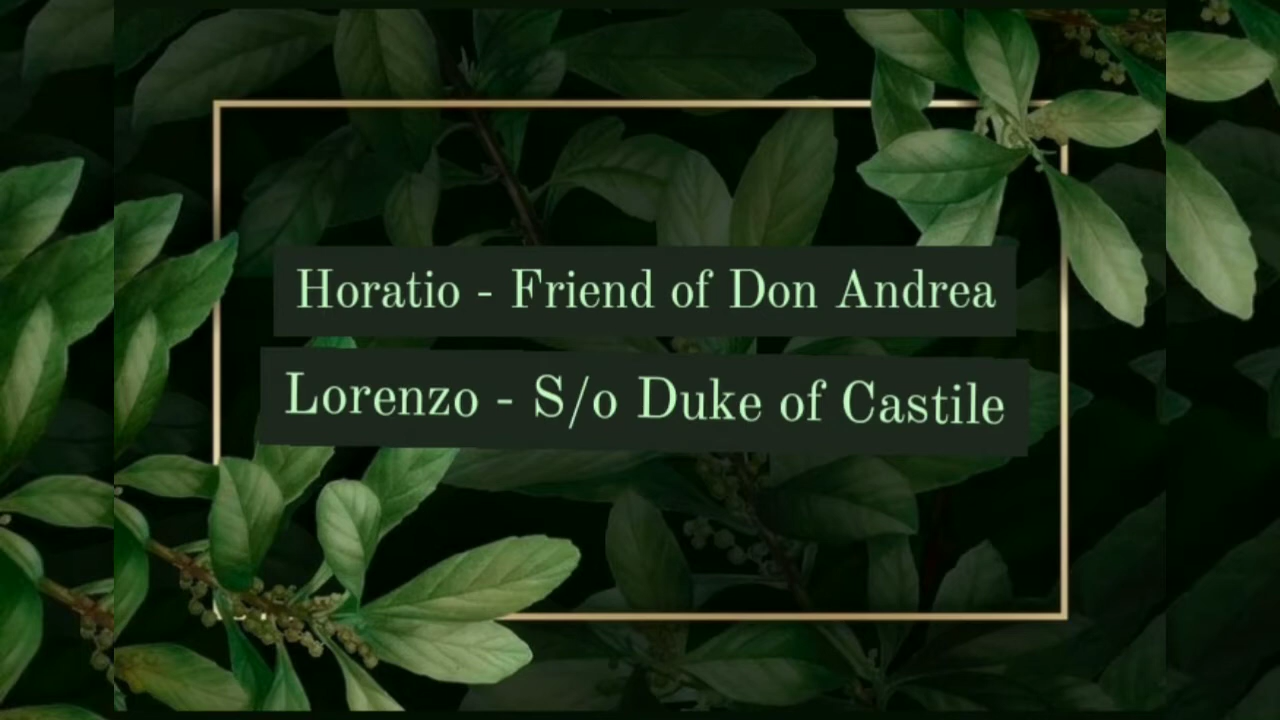 Horatio - Friend of Don Andrea
Lorenzo - S/o Duke of Castile